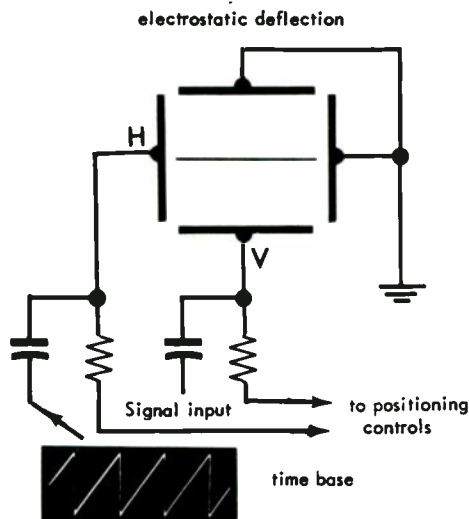 electrostatic deflection
H
V
Signal input
to positioning
controls
time base